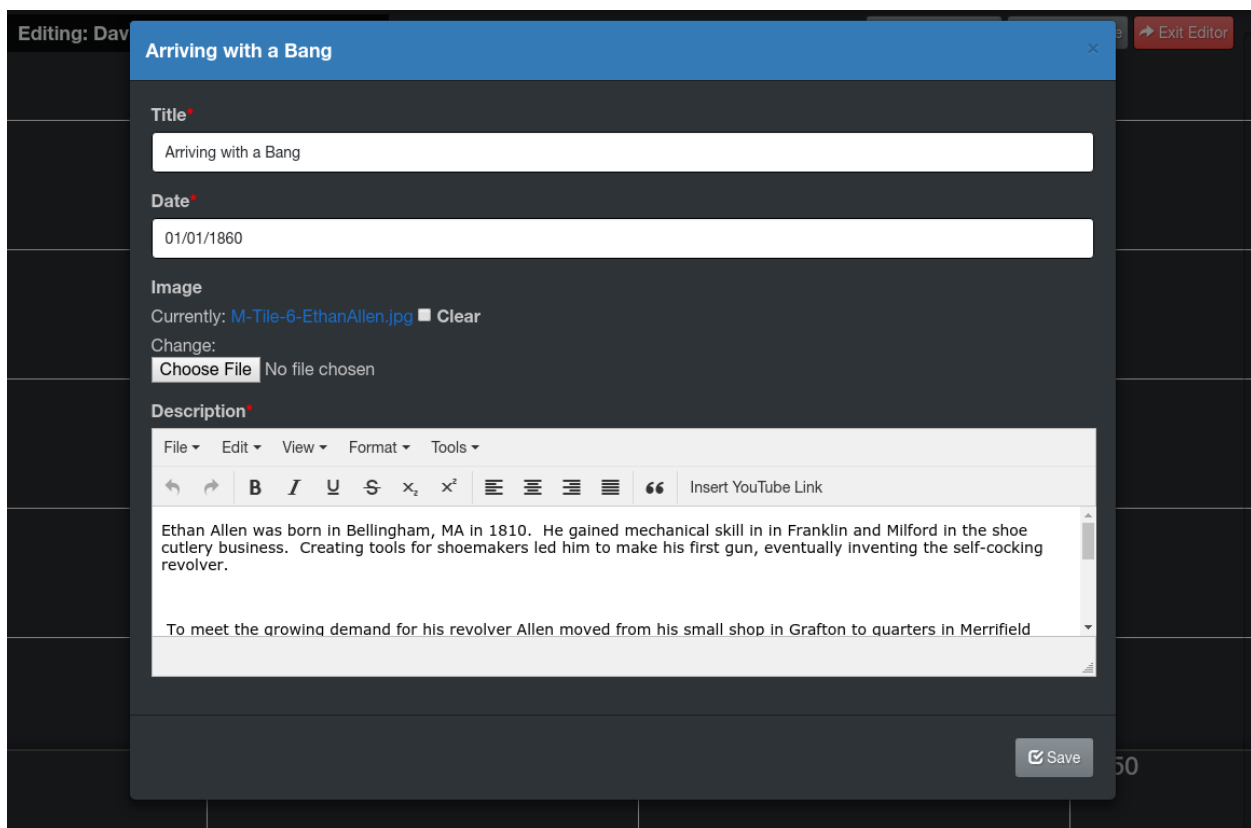 Editing: Dav
Exit Editor
Arriving with a Bang
×
Title*
Arriving with a Bang
Date*
01/01/1860
Image
Currently: M-Tile-6-EthanAllen.jpg Clear
Change:
Choose File No file chosen
Description*
File Edit View Format Tools
B I U S x₂ x² “ Insert YouTube Link
Ethan Allen was born in Bellingham, MA in 1810.  He gained mechanical skill in in Franklin and Milford in the shoe
cutlery business.  Creating tools for shoemakers led him to make his first gun, eventually inventing the self-cocking
revolver.
To meet the growing demand for his revolver Allen moved from his small shop in Grafton to quarters in Merrifield
Save
50